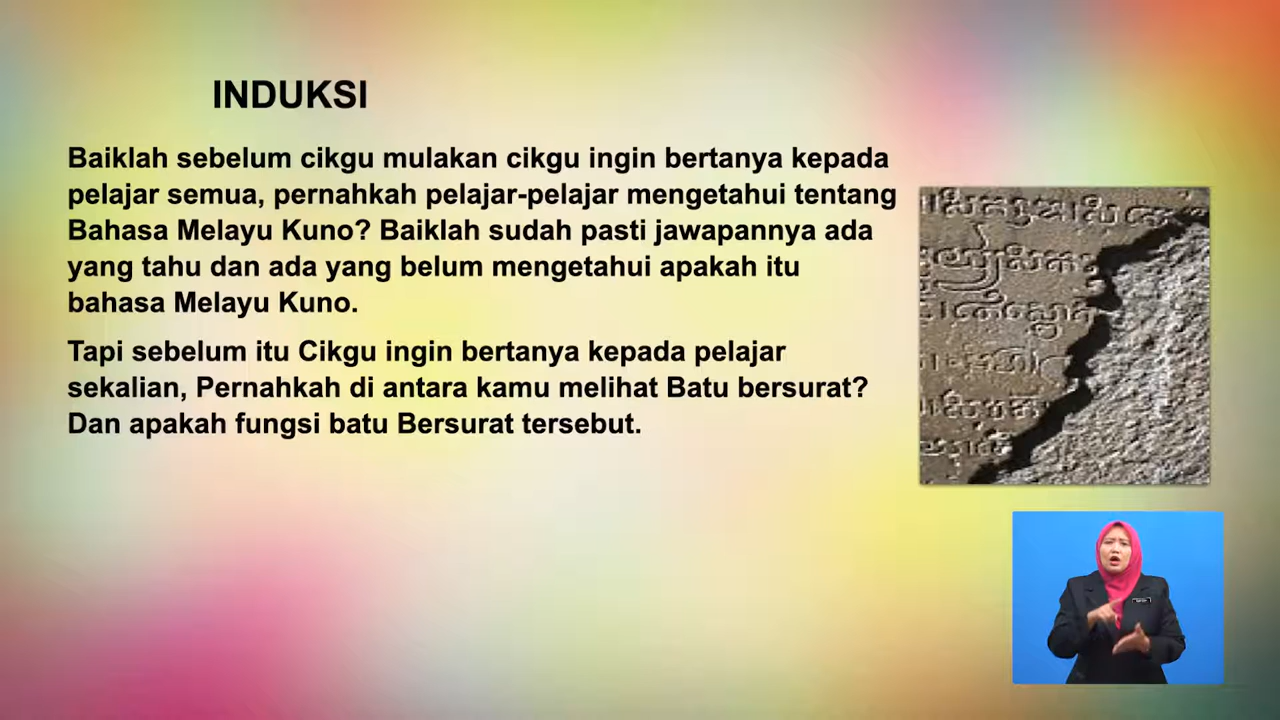 INDUKSI
Baiklah sebelum cikgu mulakan cikgu ingin bertanya kepada
pelajar semua, pernahkah pelajar-pelajar mengetahui tentang
Bahasa Melayu Kuno? Baiklah sudah pasti jawapannya ada
yang tahu dan ada yang belum mengetahui apakah itu
bahasa Melayu Kuno.
Tapi sebelum itu Cikgu ingin bertanya kepada pelajar
sekalian, Pernahkah di antara kamu melihat Batu bersurat?
Dan apakah fungsi batu Bersurat tersebut.